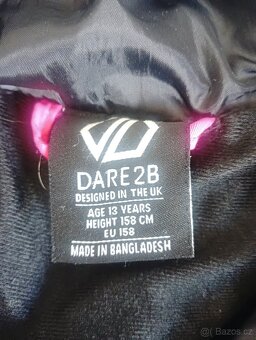 DARE 2B
DESIGNED IN THE UK
AGE 13 YEARS
HEIGHT 158 CM
EU 158
MADE IN BANGLADESH
Bazos.cz